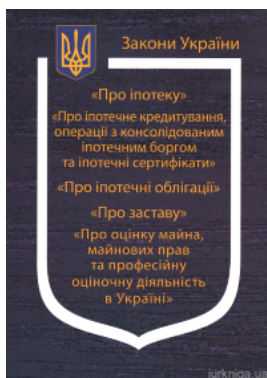 Закони України
«Про іпотеку»
«Про іпотечне кредитування,
операції з консолідованим
іпотечним боргом
та іпотечні сертифікати»
«Про іпотечні облігації»
«Про заставу»
«Про оцінку майна,
майнових прав
та професійну
оціночну діяльність
в Україні»
jurkniga.ua